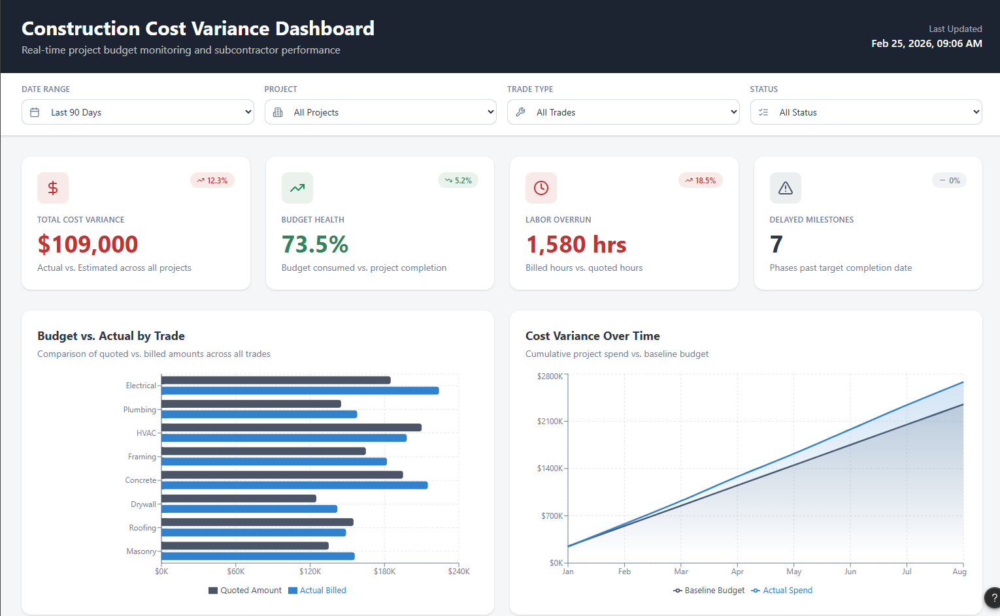 Construction Cost Variance Dashboard
Real-time project budget monitoring and subcontractor performance
Last Updated
Feb 25, 2026, 09:06 AM
DATE RANGE
Last 90 Days
PROJECT
All Projects
TRADE TYPE
All Trades
STATUS
All Status
12.3%
TOTAL COST VARIANCE
$109,000
Actual vs. Estimated across all projects
5.2%
BUDGET HEALTH
73.5%
Budget consumed vs. project completion
18.5%
LABOR OVERRUN
1,580 hrs
Billed hours vs. quoted hours
0%
DELAYED MILESTONES
7
Phases past target completion date
Budget vs. Actual by Trade
Comparison of quoted vs. billed amounts across all trades
Electrical
Plumbing
HVAC
Framing
Concrete
Drywall
Roofing
Masonry
$0K $60K $120K $180K $240K
Quoted Amount Actual Billed
Cost Variance Over Time
Cumulative project spend vs. baseline budget
$2800K
$2100K
$1400K
$700K
$0K
Jan Feb Mar Apr May Jun Jul Aug
Baseline Budget Actual Spend
?